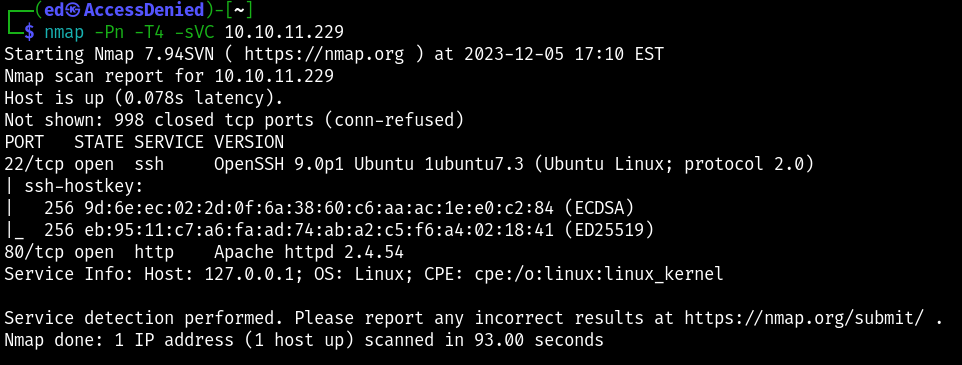 ┌──(ed㉿AccessDenied)-[~]
└─$ nmap -Pn -T4 -sVC 10.10.11.229
Starting Nmap 7.94SVN ( https://nmap.org ) at 2023-12-05 17:10 EST
Nmap scan report for 10.10.11.229
Host is up (0.078s latency).
Not shown: 998 closed tcp ports (conn-refused)
PORT   STATE SERVICE VERSION
22/tcp open  ssh     OpenSSH 9.0p1 Ubuntu 1ubuntu7.3 (Ubuntu Linux; protocol 2.0)
| ssh-hostkey:
|   256 9d:6e:ec:02:2d:0f:6a:38:60:c6:aa:ac:1e:e0:c2:84 (ECDSA)
|_  256 eb:95:11:c7:a6:fa:ad:74:ab:a2:c5:f6:a4:02:18:41 (ED25519)
80/tcp open  http    Apache httpd 2.4.54
Service Info: Host: 127.0.0.1; OS: Linux; CPE: cpe:/o:linux:linux_kernel
Service detection performed. Please report any incorrect results at https://nmap.org/submit/ .
Nmap done: 1 IP address (1 host up) scanned in 93.00 seconds